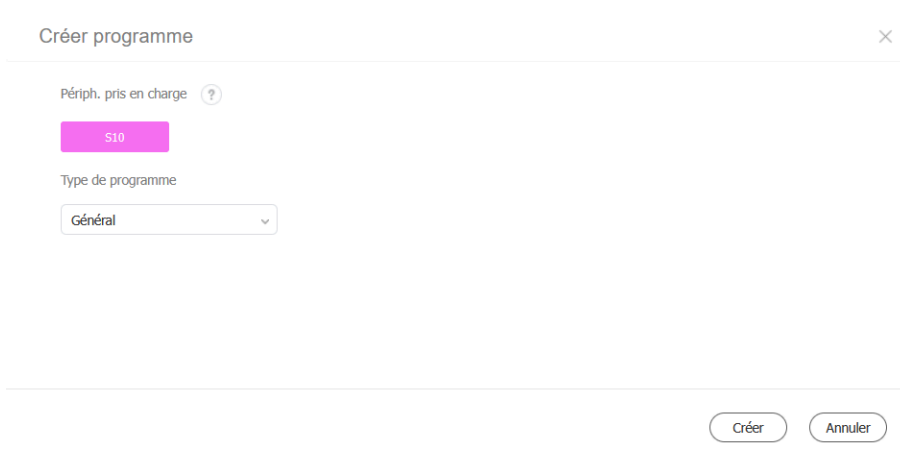 Créer programme
Périph. pris en charge ?
S10
Type de programme
Général
Créer Annuler